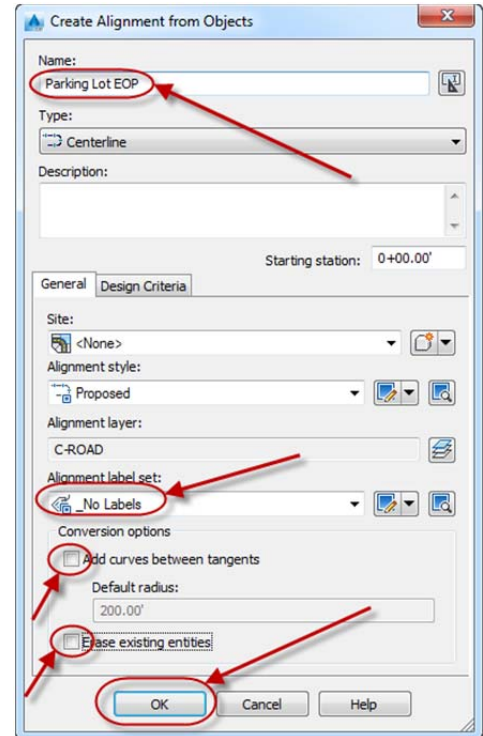 Create Alignment from Objects
Name:
Parking Lot EOP
Type:
Centerline
Description:
Starting station: 0+00.00'
General Design Criteria
Site:
<None>
Alignment style:
Proposed
Alignment layer:
C-ROAD
Alignment label set:
_No Labels
Conversion options
Add curves between tangents
Default radius:
200.00'
Erase existing entities
OK Cancel Help